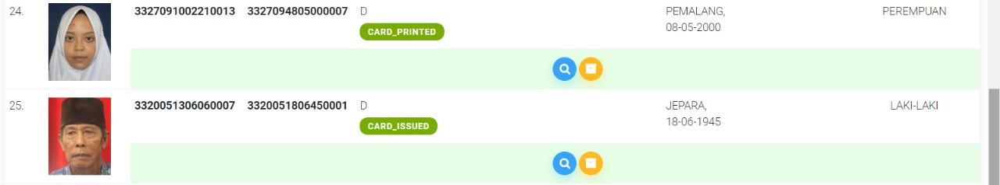 24. 3327091002210013 3327094805000007 D PEMALANG, PEREMPUAN
CARD_PRINTED 08-05-2000
25. 3320051306060007 3320051806450001 D JEPARA, LAKI-LAKI
CARD_ISSUED 18-06-1945